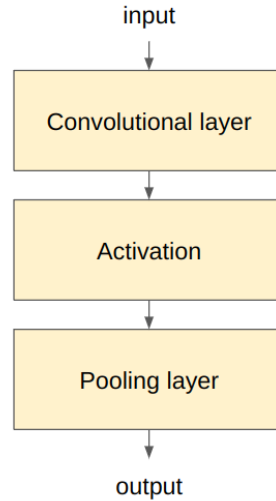 input
Convolutional layer
Activation
Pooling layer
output